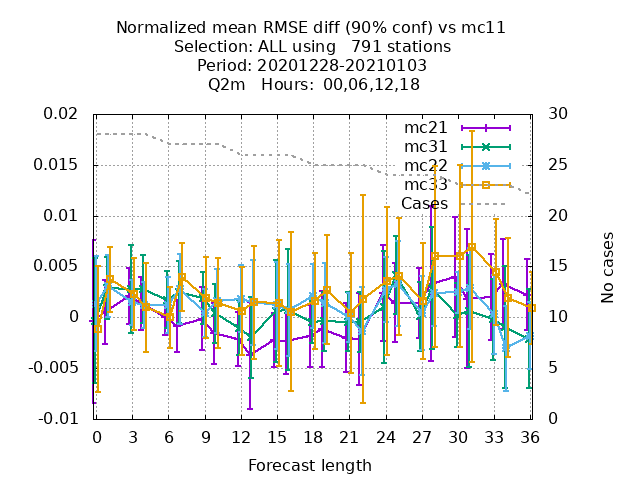 Normalized mean RMSE diff (90% conf) vs mc11
Selection: ALL using   791 stations
Period: 20201228-20210103
Q2m   Hours:  00,06,12,18
0.02
0.015
0.01
0.005
0
-0.005
-0.01
30
25
20
15
10
5
0
mc21
mc31
mc22
mc33
Cases
No cases
0 3 6 9 12 15 18 21 24 27 30 33 36
Forecast length